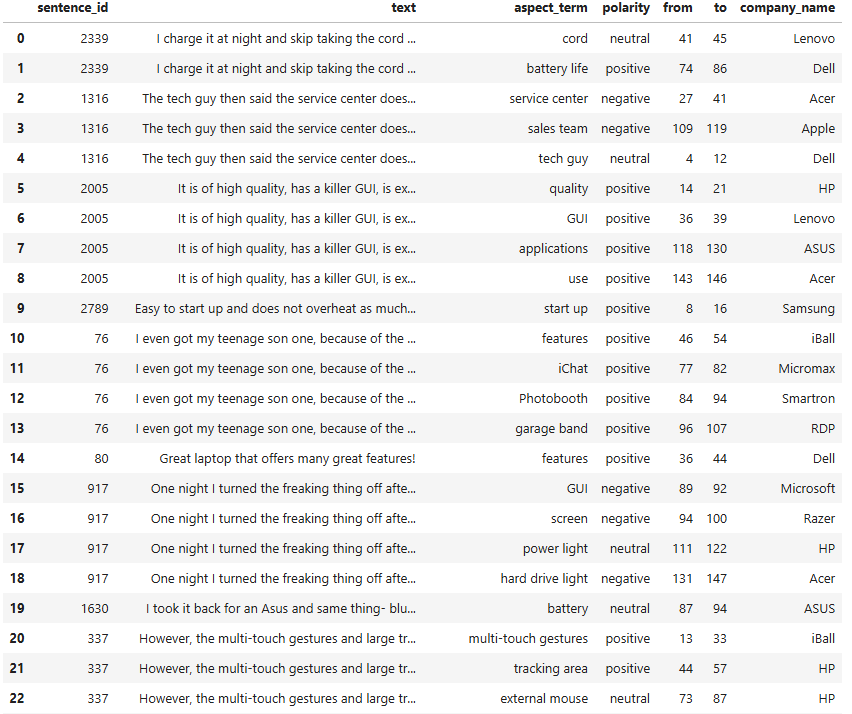 sentence_id text aspect_term polarity from to company_name
0 2339 I charge it at night and skip taking the cord ... cord neutral 41 45 Lenovo
1 2339 I charge it at night and skip taking the cord ... battery life positive 74 86 Dell
2 1316 The tech guy then said the service center does... service center negative 27 41 Acer
3 1316 The tech guy then said the service center does... sales team negative 109 119 Apple
4 1316 The tech guy then said the service center does... tech guy neutral 4 12 Dell
5 2005 It is of high quality, has a killer GUI, is ex... quality positive 14 21 HP
6 2005 It is of high quality, has a killer GUI, is ex... GUI positive 36 39 Lenovo
7 2005 It is of high quality, has a killer GUI, is ex... applications positive 118 130 ASUS
8 2005 It is of high quality, has a killer GUI, is ex... use positive 143 146 Acer
9 2789 Easy to start up and does not overheat as much... start up positive 8 16 Samsung
10 76 I even got my teenage son one, because of the ... features positive 46 54 iBall
11 76 I even got my teenage son one, because of the ... iChat positive 77 82 Micromax
12 76 I even got my teenage son one, because of the ... Photobooth positive 84 94 Smartron
13 76 I even got my teenage son one, because of the ... garage band positive 96 107 RDP
14 80 Great laptop that offers many great features! features positive 36 44 Dell
15 917 One night I turned the freaking thing off afte... GUI negative 89 92 Microsoft
16 917 One night I turned the freaking thing off afte... screen negative 94 100 Razer
17 917 One night I turned the freaking thing off afte... power light neutral 111 122 HP
18 917 One night I turned the freaking thing off afte... hard drive light negative 131 147 Acer
19 1630 I took it back for an Asus and same thing- blu... battery neutral 87 94 ASUS
20 337 However, the multi-touch gestures and large tr... multi-touch gestures positive 13 33 iBall
21 337 However, the multi-touch gestures and large tr... tracking area positive 44 57 HP
22 337 However, the multi-touch gestures and large tr... external mouse neutral 73 87 HP